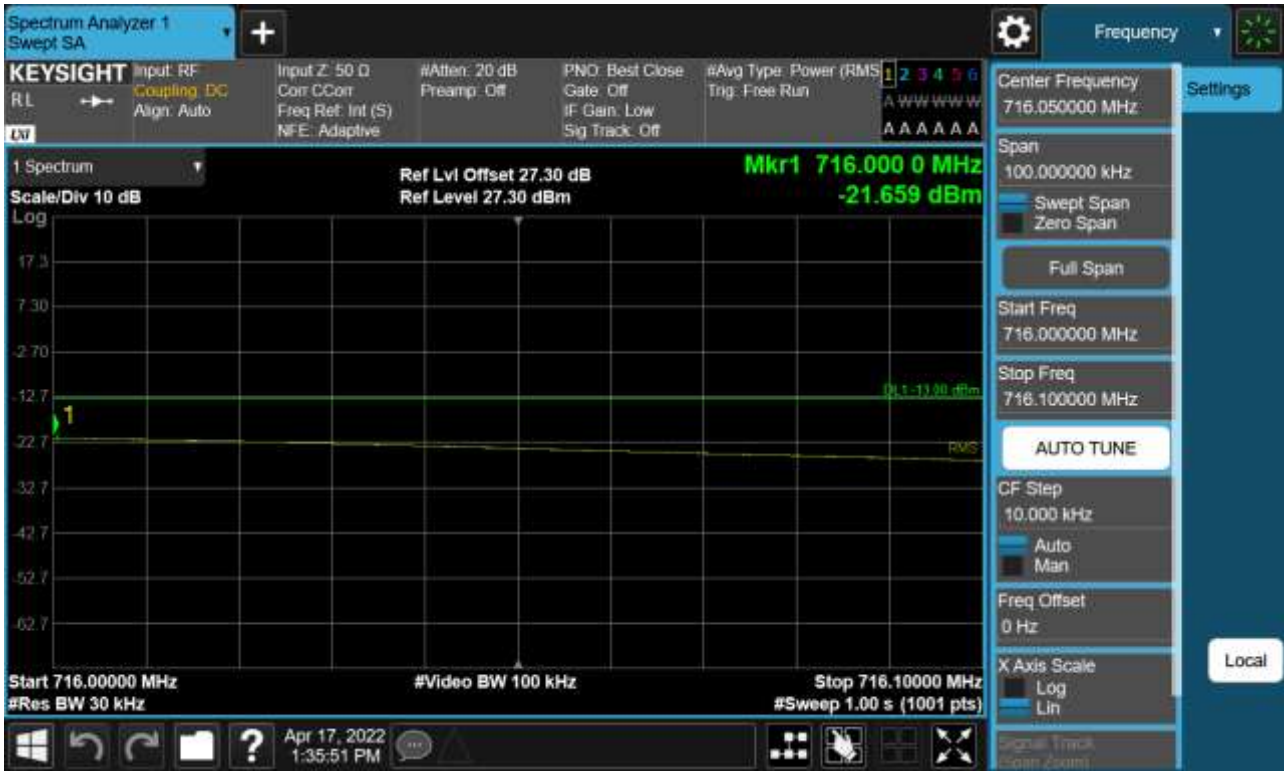 Spectrum Analyzer 1
Swept SA
+
Frequency
KEYSIGHT
RL
LXI
Input: RF
Coupling: DC
Align: Auto
Input Z: 50 Ω
Corr CCorr
Freq Ref: Int (S)
NFE: Adaptive
#Atten: 20 dB
Preamp: Off
PNO: Best Close
Gate: Off
IF Gain: Low
Sig Track: Off
#Avg Type: Power (RMS
Trig: Free Run
1 2 3 4 5 6
A W W W W W
A A A A A A
1 Spectrum
Scale/Div 10 dB
Log
Ref Lvl Offset 27.30 dB
Ref Level 27.30 dBm
Mkr1 716.000 0 MHz
-21.659 dBm
17.3
7.30
-2.70
-12.7
-22.7
-32.7
-42.7
-52.7
-62.7
DL1 -13.00 dBm
1
RMS
Start 716.00000 MHz
#Res BW 30 kHz
#Video BW 100 kHz
Stop 716.10000 MHz
#Sweep 1.00 s (1001 pts)
Center Frequency
716.050000 MHz
Settings
Span
100.000000 kHz
Swept Span
Zero Span
Full Span
Start Freq
716.000000 MHz
Stop Freq
716.100000 MHz
AUTO TUNE
CF Step
10.000 kHz
Auto
Man
Freq Offset
0 Hz
X Axis Scale
Log
Lin
Local
Signal Track
(Span Zoom)
?
Apr 17, 2022
1:35:51 PM